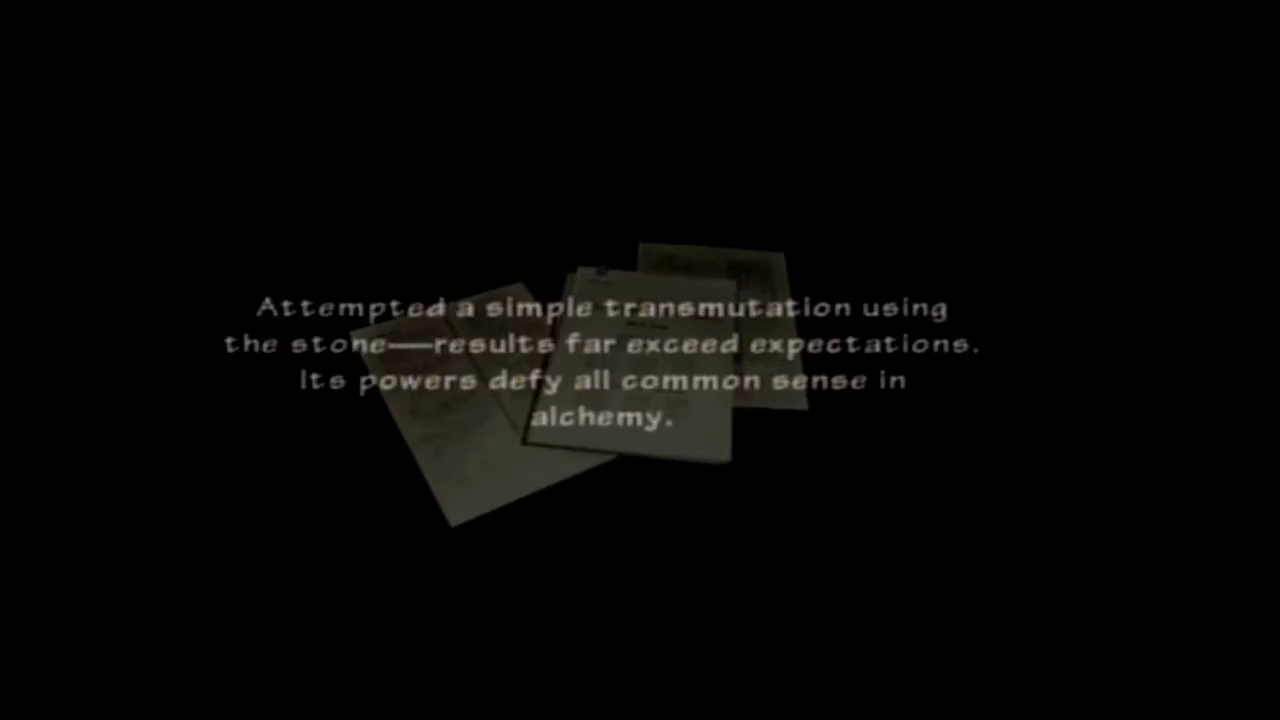 Attempted a simple transmutation using
the stone—results far exceed expectations.
Its powers defy all common sense in
alchemy.